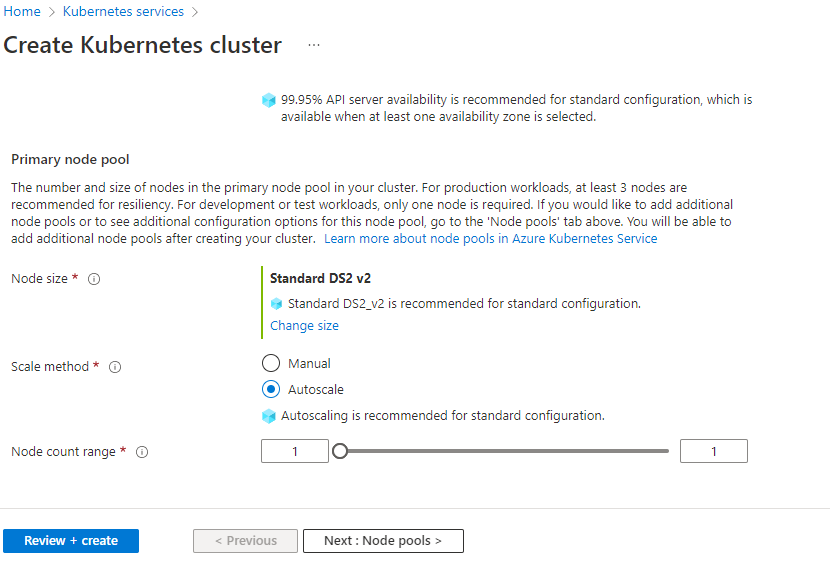 Home > Kubernetes services >
Create Kubernetes cluster ...
99.95% API server availability is recommended for standard configuration, which is
available when at least one availability zone is selected.
Primary node pool
The number and size of nodes in the primary node pool in your cluster. For production workloads, at least 3 nodes are
recommended for resiliency. For development or test workloads, only one node is required. If you would like to add additional
node pools or to see additional configuration options for this node pool, go to the 'Node pools' tab above. You will be able to
add additional node pools after creating your cluster. Learn more about node pools in Azure Kubernetes Service
Node size *
Standard DS2 v2
Standard DS2_v2 is recommended for standard configuration.
Change size
Scale method *
Manual
Autoscale
Autoscaling is recommended for standard configuration.
Node count range *
1
1
Review + create
< Previous
Next : Node pools >